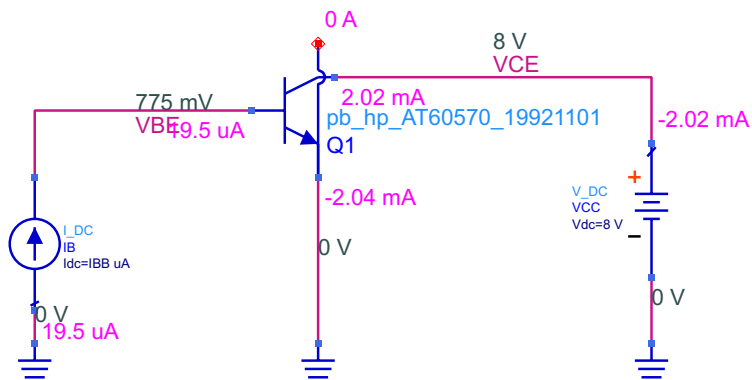 0 A
8 V
VCE
775 mV
VBE
19.5 uA
2.02 mA
pb_hp_AT60570_19921101
Q1
-2.02 mA
-2.04 mA
I_DC
IB
Idc=IBB uA
+
V_DC
VCC
Vdc=8 V
0 V
0 V
0 V
19.5 uA